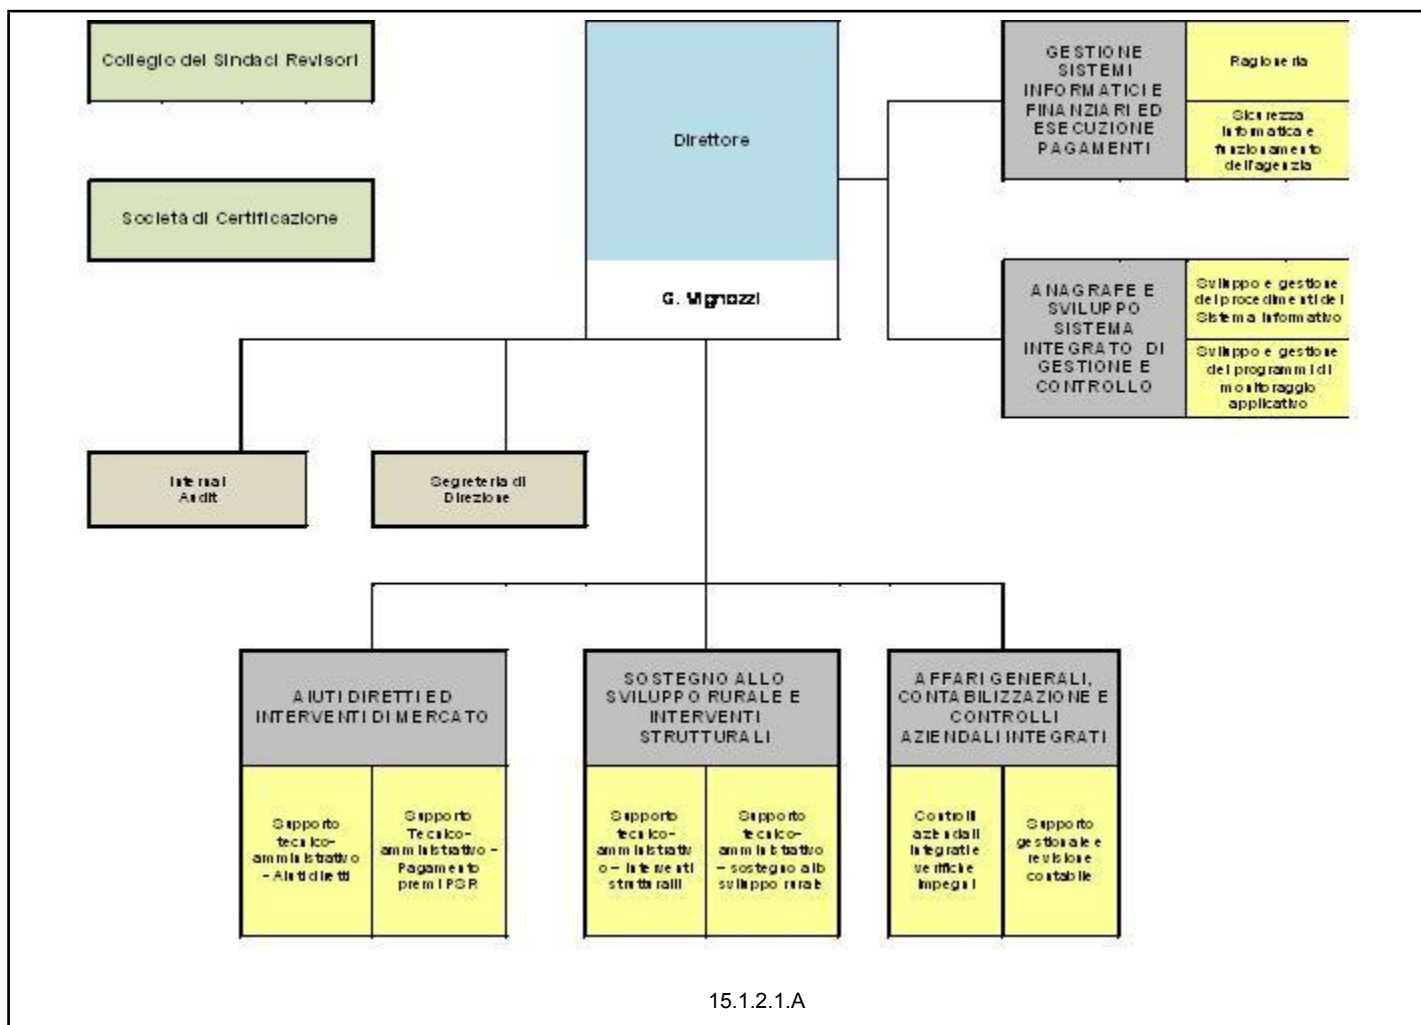 Collegio dei Sindaci Revisori
Società di Certificazione
Direttore
G. Vignozzi
GESTIONE
SISTEMI
INFORMATICI E
FINANZIARI ED
ESECUZIONE
PAGAMENTI
Ragioneria
Sicurezza
Informatica e
funzionamento
dell'agenzia
ANAGRAFE E
SVILUPPO
SISTEMA
INTEGRATO DI
GESTIONE E
CONTROLLO
Sviluppo e gestione
dei procedimenti del
Sistema Informativo
Sviluppo e gestione
dei programmi di
monitoraggio
applicativo
Internal
Audit
Segreteria di
Direzione
AIUTI DIRETTI ED
INTERVENTI DI MERCATO
SOSTEGNO ALLO
SVILUPPO RURALE E
INTERVENTI
STRUTTURALI
AFFARI GENERALI,
CONTABILIZZAZIONE E
CONTROLLI
AZIENDALI INTEGRATI
Supporto
tecnico-
amministrativo
– Aiuti diretti
Supporto
Tecnico-
amministrativo –
Pagamento
premi PSR
Supporto
tecnico-
amministrativ
o – Interventi
strutturali
Supporto
tecnico-
amministrativo
– sostegno allo
sviluppo rurale
Controlli
aziendali
integrati e
verifiche
impegni
Supporto
gestionale e
revisione
contabile
15.1.2.1.A